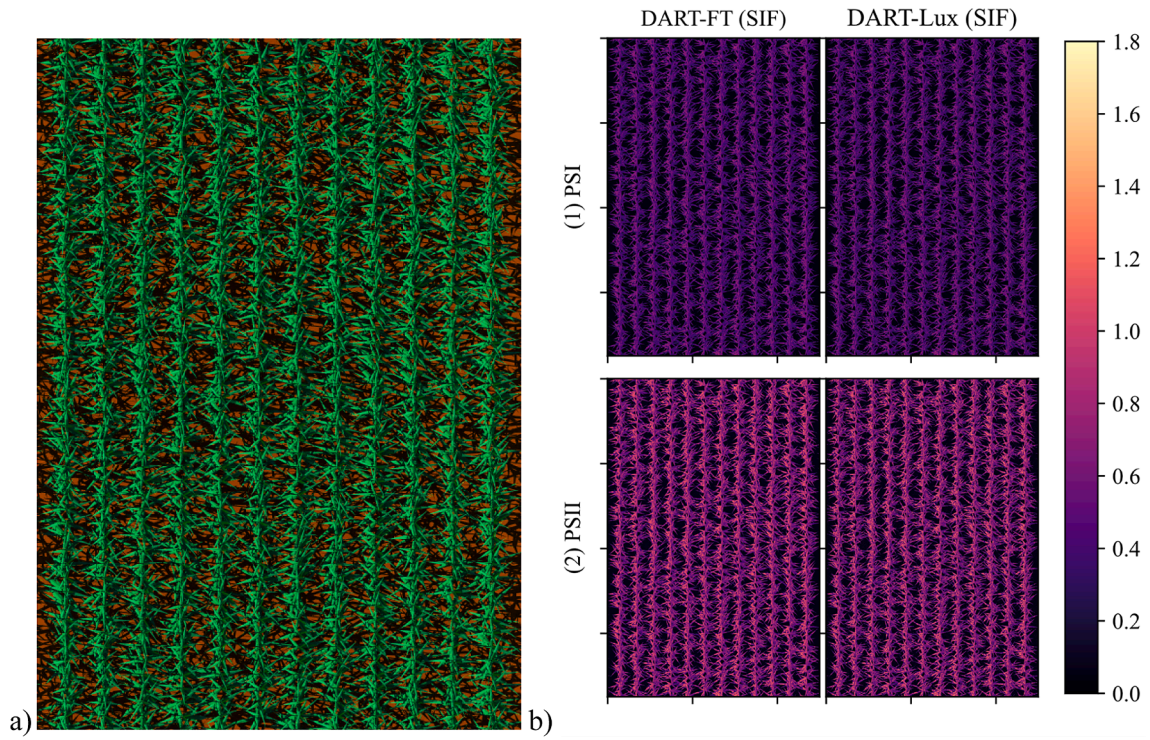 DART-FT (SIF)
DART-Lux (SIF)
(1) PSI
(2) PSII
1.8
1.6
1.4
1.2
1.0
0.8
0.6
0.4
0.2
0.0
a)
b)